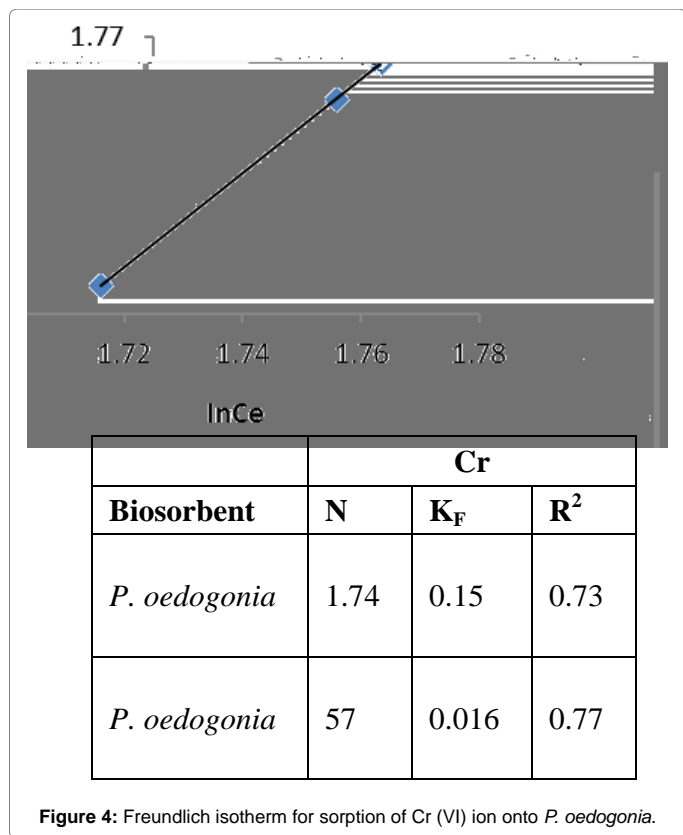 1.77
1.72 1.74 1.76 1.78
lnCe
Cr
Biosorbent N K_F R²
P. oedogonia 1.74 0.15 0.73
P. oedogonia 57 0.016 0.77
Figure 4: Freundlich isotherm for sorption of Cr (VI) ion onto P. oedogonia.